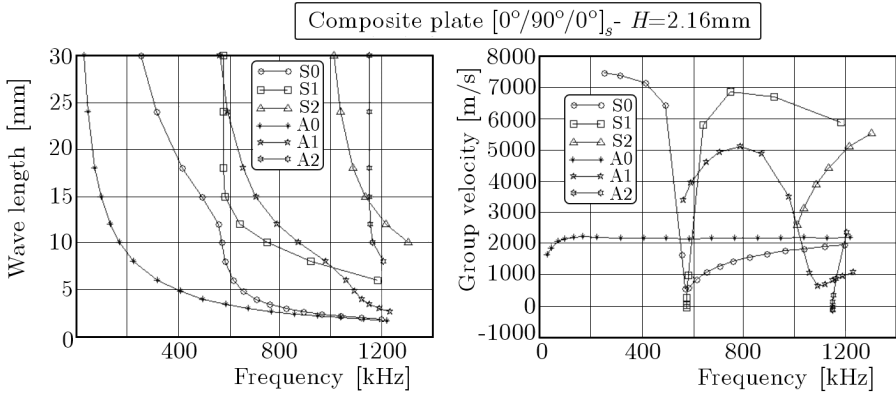 Composite plate [0°/90°/0°]s- H=2.16mm
30
25
20
15
10
5
0
400
800
1200
Wave length [mm]
Frequency [kHz]
S0
S1
S2
A0
A1
A2
8000
7000
6000
5000
4000
3000
2000
1000
0
-1000
0
400
800
1200
Group velocity [m/s]
Frequency [kHz]
S0
S1
S2
A0
A1
A2